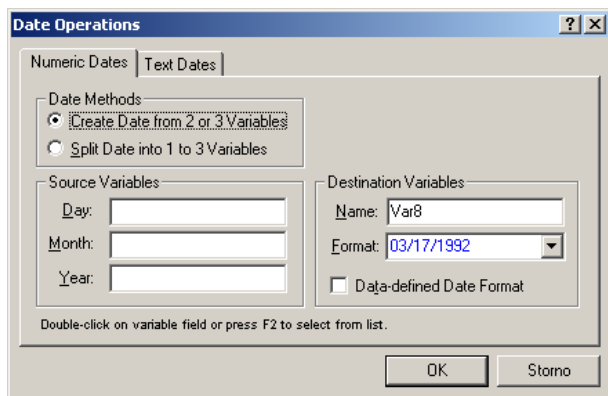 Date Operations
Numeric Dates Text Dates
Date Methods
Create Date from 2 or 3 Variables
Split Date into 1 to 3 Variables
Source Variables
Day:
Month:
Year:
Destination Variables
Name: Var8
Format: 03/17/1992
Data-defined Date Format
Double-click on variable field or press F2 to select from list.
OK Storno